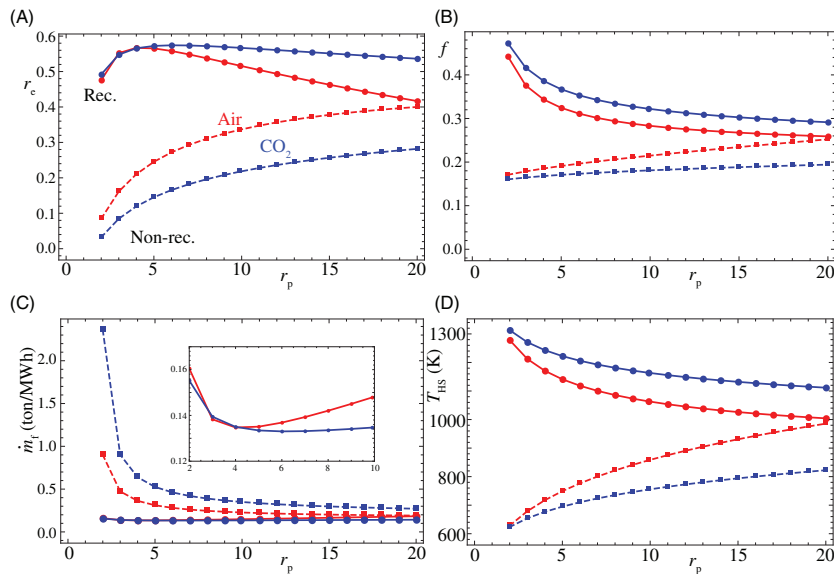 (A)
0.6
0.5
0.4
0.3
0.2
0.1
0.0
r_e
Rec.
Air
CO₂
Non-rec.
0 5 10 15 20
r_p
(B)
f
0.4
0.3
0.2
0.1
0.0
0 5 10 15 20
r_p
(C)
2.0
1.5
1.0
0.5
0.0
ṁ_f (ton/MWh)
0.16
0.14
0.12
2 4 6 8 10
0 5 10 15 20
r_p
(D)
1300
1000
800
600
T_HS (K)
0 5 10 15 20
r_p